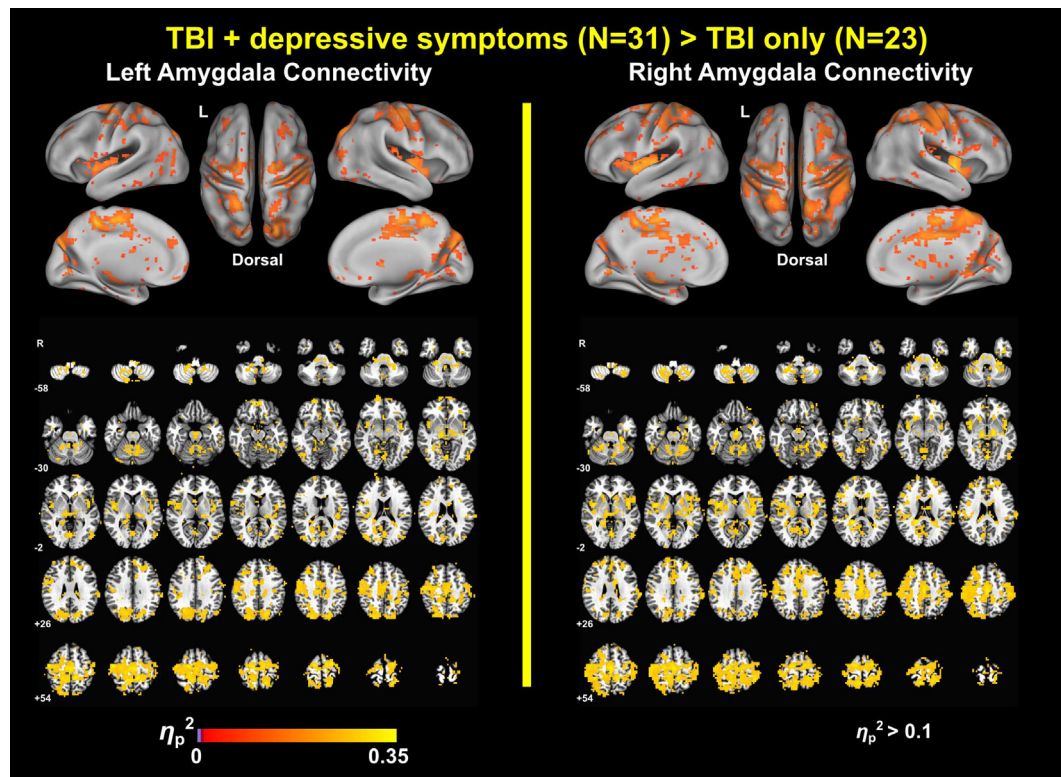 TBI + depressive symptoms (N=31) > TBI only (N=23)
Left Amygdala Connectivity
Right Amygdala Connectivity
L
Dorsal
Dorsal
R
-58
-30
-2
+26
+54
R
-58
-30
-2
+26
+54
ηp²
0
0.35
ηp² > 0.1